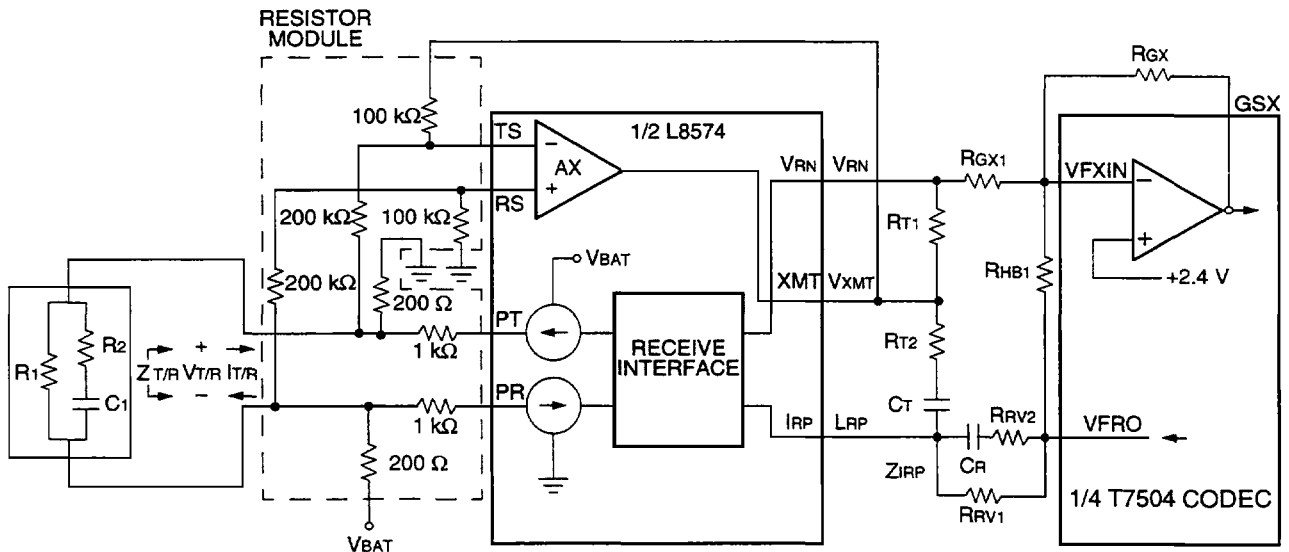 RESISTOR
MODULE
RGX
GSX
100 kΩ
TS
1/2 L8574
AX
VRN
VRN
RGX1
VFXIN
−
+
−
+
200 kΩ
100 kΩ
RS
RT1
+2.4 V
200 kΩ
VBAT
XMT
VXMT
RHB1
200 Ω
PT
1 kΩ
RECEIVE
INTERFACE
RT2
R1
R2
C1
Z T/R
+
VT/R
−
IT/R
PR
1 kΩ
CT
IRP
LRP
RRV2
VFRO
200 Ω
ZIRP
CR
RRV1
1/4 T7504 CODEC
VBAT